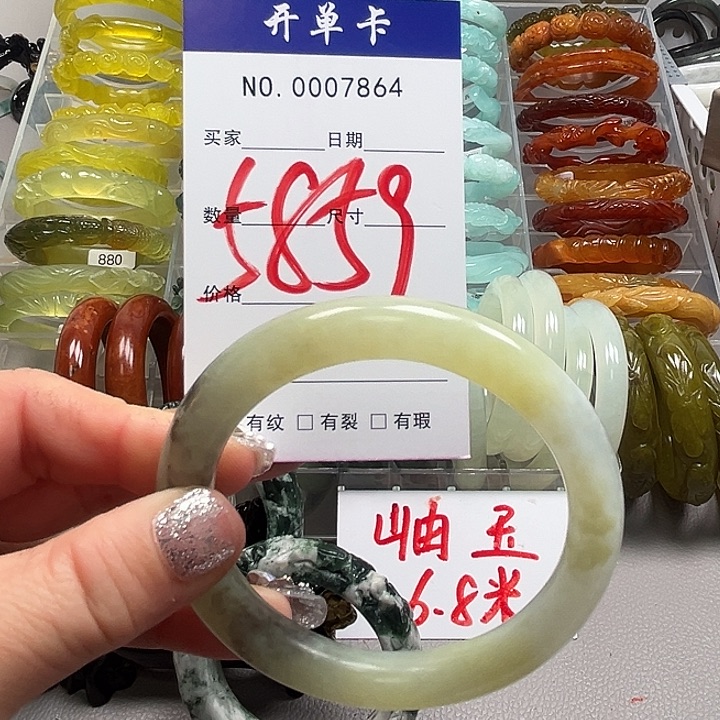 开单卡
NO. 0007864
买家 日期
5859
数量 尺寸
价格
有纹 □ 有裂 □ 有瑕
880
岫玉
6.8米